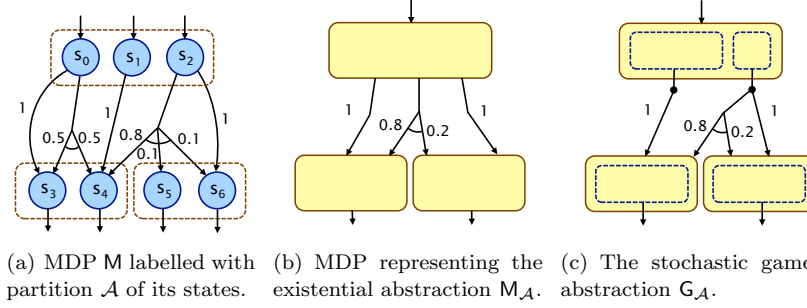 s0 s1 s2
1 0.5 0.5 1 0.8 0.1 0.1 1
s3 s4 s5 s6
1 0.8 0.2 1
1 0.8 0.2 1
(a) MDP M labelled with
partition A of its states.
(b) MDP representing the
existential abstraction MA.
(c) The stochastic game
abstraction GA.